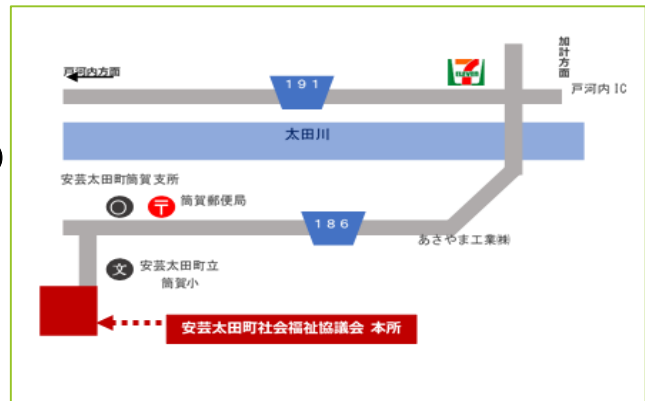 加計方面
戸河内方面
191
7
ELEVEN
戸河内IC
太田川
安芸太田町筒賀支所
〒
筒賀郵便局
186
あさやま工業㈱
文
安芸太田町立
筒賀小
安芸太田町社会福祉協議会 本所